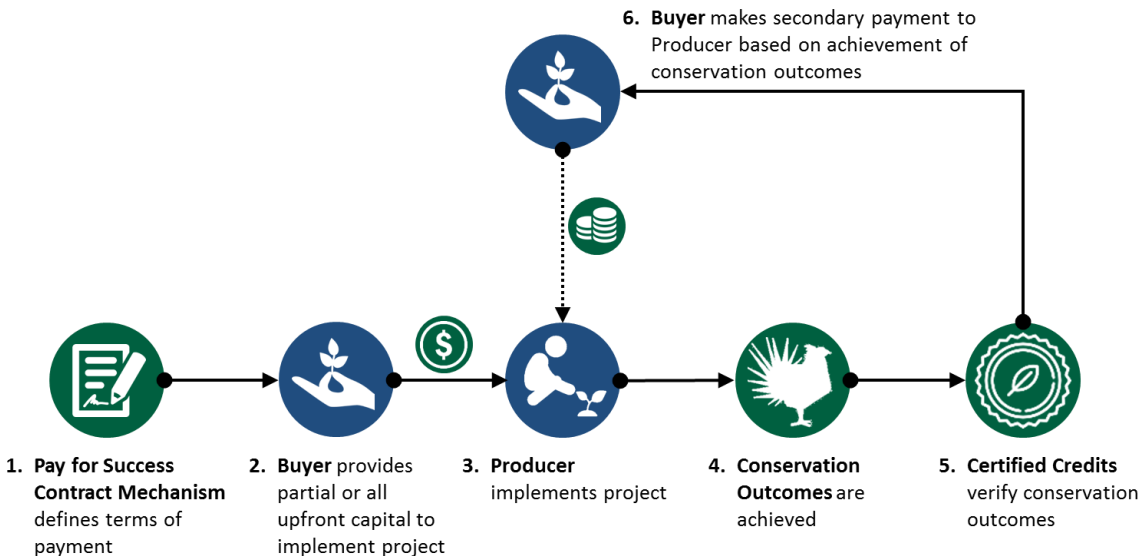 6. Buyer makes secondary payment to
Producer based on achievement of
conservation outcomes
$
1. Pay for Success
Contract Mechanism
defines terms of
payment
2. Buyer provides
partial or all
upfront capital to
implement project
3. Producer
implements project
4. Conservation
Outcomes are
achieved
5. Certified Credits
verify conservation
outcomes